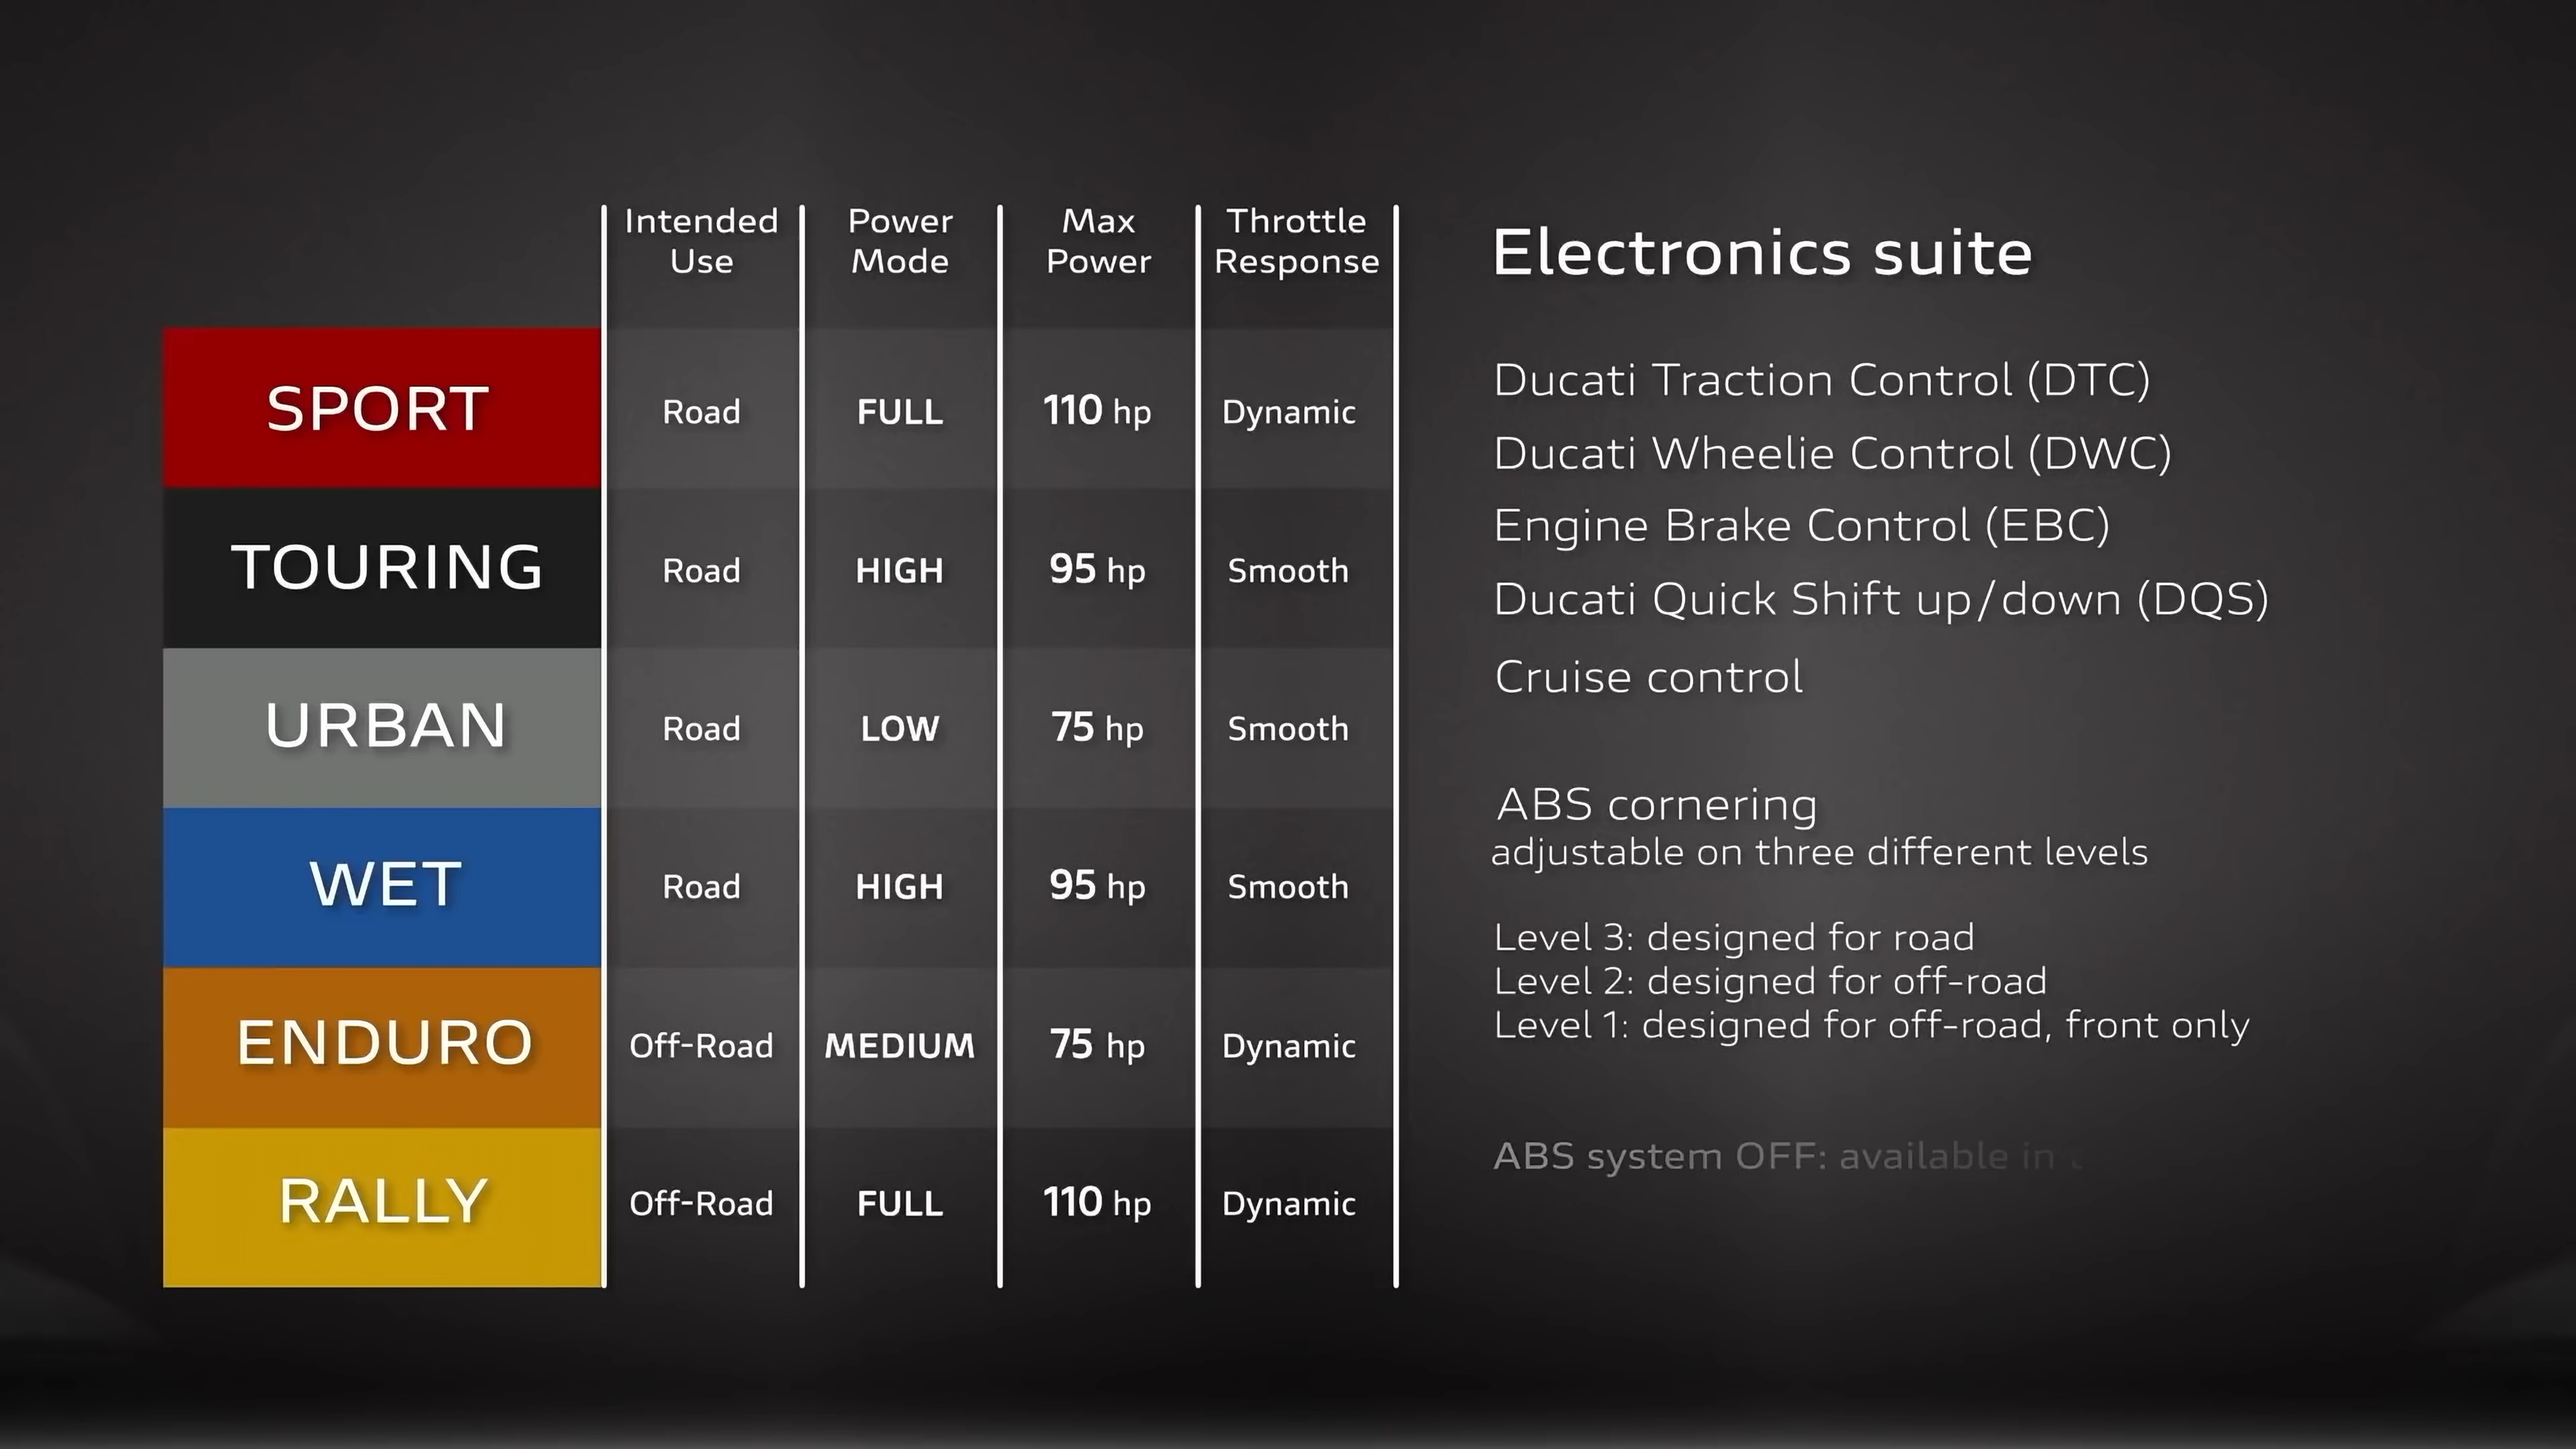 Intended Use
Power Mode
Max Power
Throttle Response
SPORT Road FULL 110 hp Dynamic
TOURING Road HIGH 95 hp Smooth
URBAN Road LOW 75 hp Smooth
WET Road HIGH 95 hp Smooth
ENDURO Off-Road MEDIUM 75 hp Dynamic
RALLY Off-Road FULL 110 hp Dynamic
Electronics suite
Ducati Traction Control (DTC)
Ducati Wheelie Control (DWC)
Engine Brake Control (EBC)
Ducati Quick Shift up/down (DQS)
Cruise control
ABS cornering
adjustable on three different levels
Level 3: designed for road
Level 2: designed for off-road
Level 1: designed for off-road, front only
ABS system OFF: available in